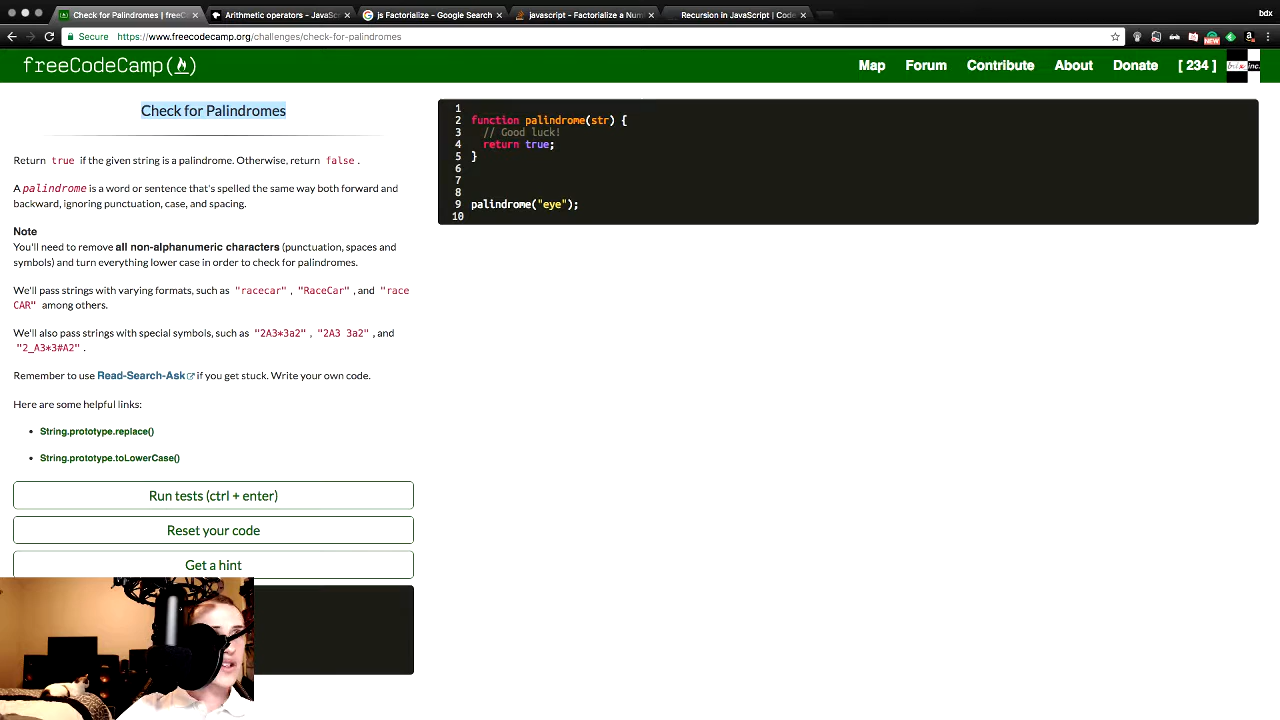 Check for Palindromes | freeC
Arithmetic operators - JavaSc
js Factorialize - Google Search
javascript - Factorialize a Num
Recursion in JavaScript | Code
bdx
Secure https://www.freecodecamp.org/challenges/check-for-palindromes
NEW
freeCodeCamp
Map Forum Contribute About Donate [ 234 ]
inc.
Check for Palindromes
Return true if the given string is a palindrome. Otherwise, return false .
A palindrome is a word or sentence that's spelled the same way both forward and
backward, ignoring punctuation, case, and spacing.
Note
You'll need to remove all non-alphanumeric characters (punctuation, spaces and
symbols) and turn everything lower case in order to check for palindromes.
We'll pass strings with varying formats, such as "racecar" , "RaceCar" , and "race
CAR" among others.
We'll also pass strings with special symbols, such as "2A3*3a2" , "2A3 3a2" , and
"2_A3*3#A2" .
Remember to use Read-Search-Ask if you get stuck. Write your own code.
Here are some helpful links:
String.prototype.replace()
String.prototype.toLowerCase()
Run tests (ctrl + enter)
Reset your code
Get a hint
1
2 function palindrome(str) {
3 // Good luck!
4 return true;
5 }
6
7
8
9 palindrome("eye");
10